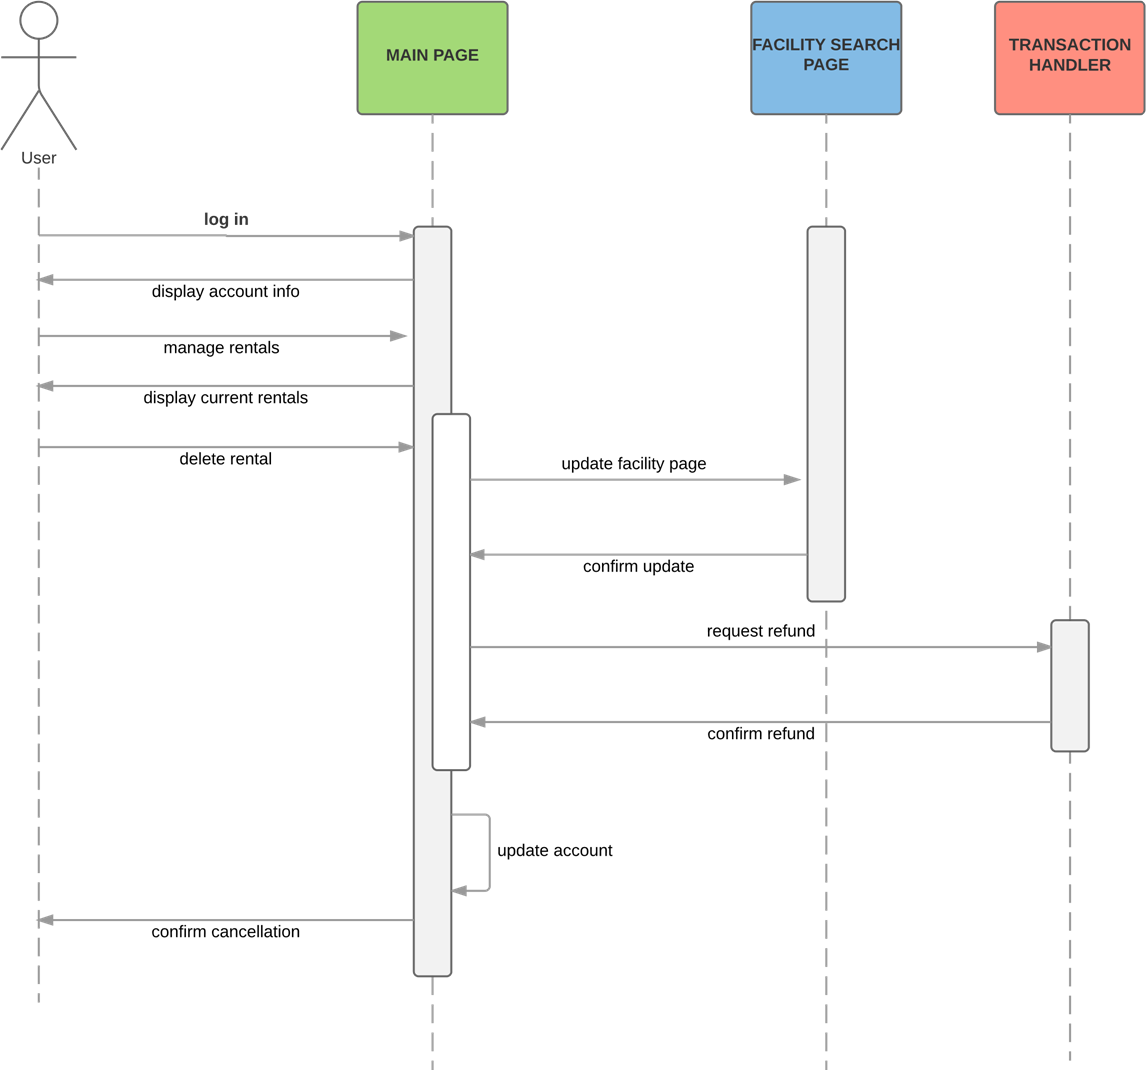 MAIN PAGE
FACILITY SEARCH
PAGE
TRANSACTION
HANDLER
User
log in
display account info
manage rentals
display current rentals
delete rental
update facility page
confirm update
request refund
confirm refund
update account
confirm cancellation